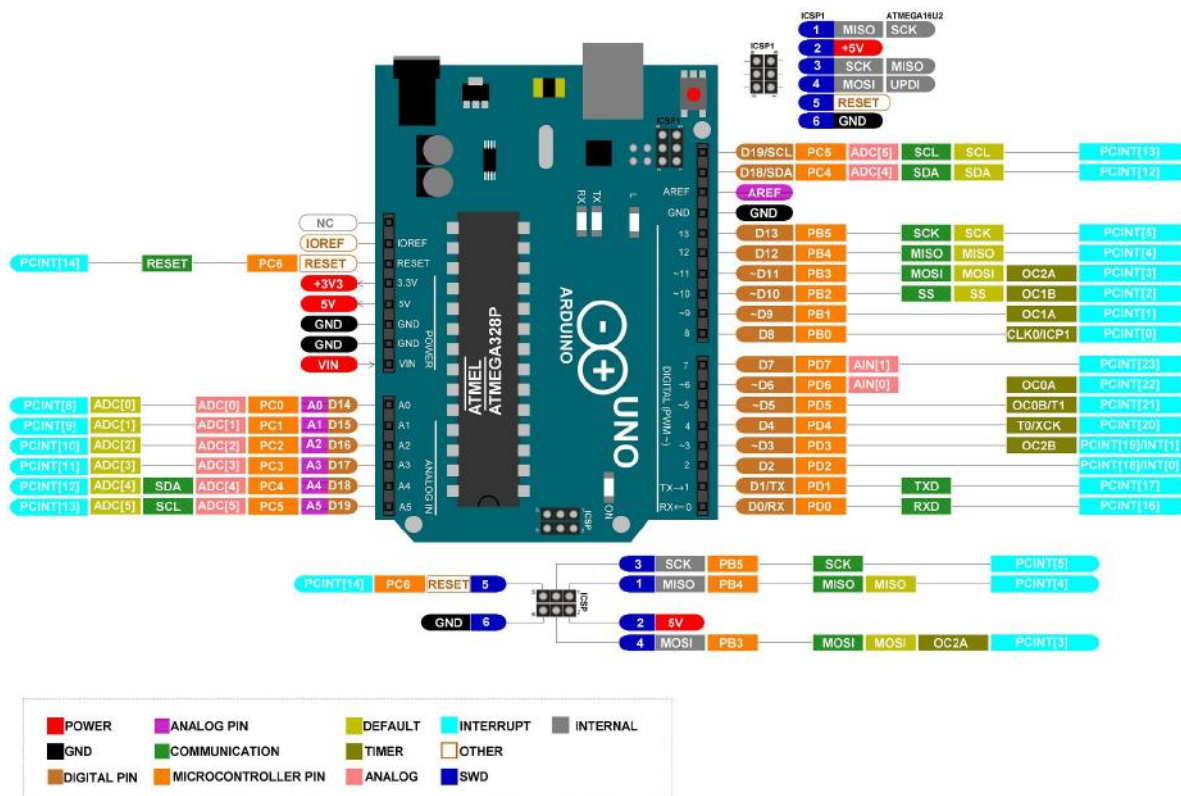 ICSP1 ATMEGA16U2
1 MISO SCK
2 +5V
3 SCK MISO
4 MOSI UPDI
5 RESET
6 GND
ICSP1
ICSP1
D19/SCL PC5 ADC[5] SCL SCL PCINT[13]
D18/SDA PC4 ADC[4] SDA SDA PCINT[12]
AREF AREF
GND GND
13 D13 PB5 SCK SCK PCINT[5]
12 D12 PB4 MISO MISO PCINT[4]
~11 ~D11 PB3 MOSI MOSI OC2A PCINT[3]
~10 ~D10 PB2 SS SS OC1B PCINT[2]
~9 ~D9 PB1 OC1A PCINT[1]
8 D8 PB0 CLK0/ICP1 PCINT[0]
7 D7 PD7 AIN[1] PCINT[23]
~6 ~D6 PD6 AIN[0] OC0A PCINT[22]
~5 ~D5 PD5 OC0B/T1 PCINT[21]
4 D4 PD4 T0/XCK PCINT[20]
~3 ~D3 PD3 OC2B PCINT[19]/INT[1]
2 D2 PD2 PCINT[18]/INT[0]
TX→1 D1/TX PD1 TXD PCINT[17]
RX←0 D0/RX PD0 RXD PCINT[16]
RX TX L
NC
IOREF IOREF
PCINT[14] RESET PC6 RESET RESET
+3V3 3.3V
5V 5V
GND GND
GND GND
VIN VIN
POWER
PCINT[8] ADC[0] ADC[0] PC0 A0 D14 A0
PCINT[9] ADC[1] ADC[1] PC1 A1 D15 A1
PCINT[10] ADC[2] ADC[2] PC2 A2 D16 A2
PCINT[11] ADC[3] ADC[3] PC3 A3 D17 A3
PCINT[12] ADC[4] SDA ADC[4] PC4 A4 D18 A4
PCINT[13] ADC[5] SCL ADC[5] PC5 A5 D19 A5
ANALOG IN
ATMEL
ATMEGA328P
ARDUINO
UNO
DIGITAL (PWM ~)
ON
ICSP
3 SCK PB5 SCK PCINT[5]
PCINT[14] PC6 RESET 5
1 MISO PB4 MISO MISO PCINT[4]
ICSP
GND 6
2 5V
4 MOSI PB3 MOSI MOSI OC2A PCINT[3]
POWER ANALOG PIN DEFAULT INTERRUPT INTERNAL
GND COMMUNICATION TIMER OTHER
DIGITAL PIN MICROCONTROLLER PIN ANALOG SWD